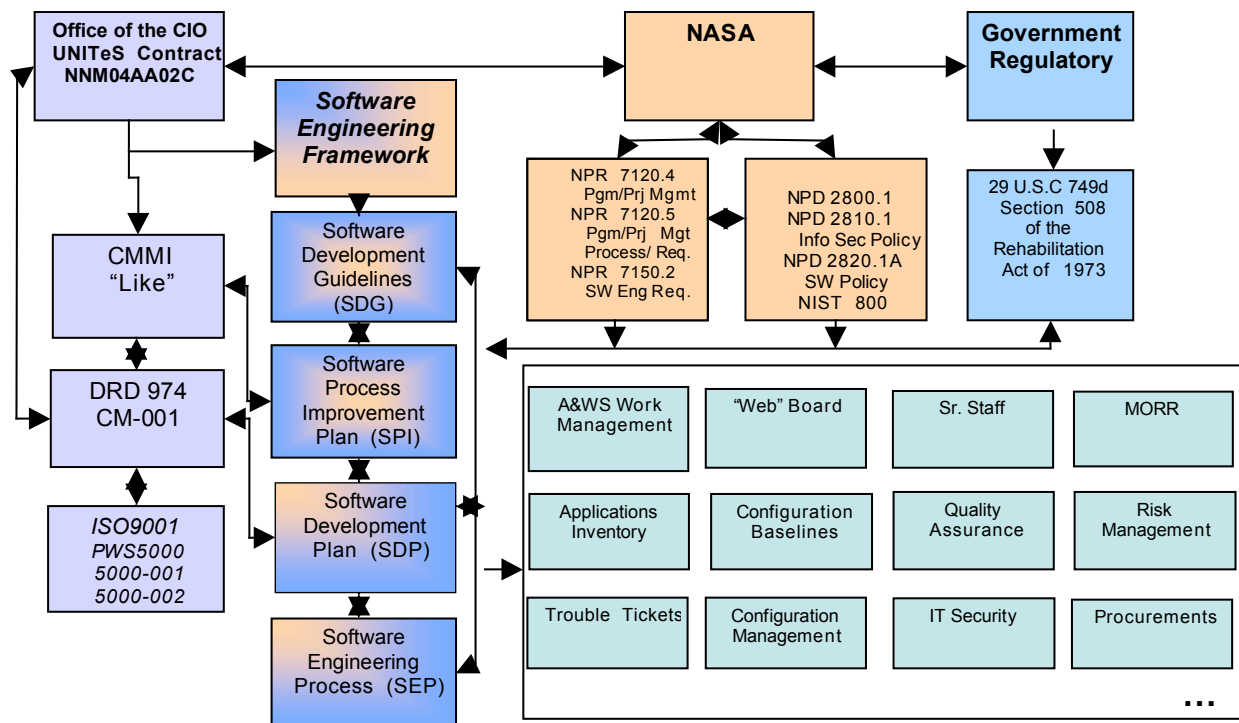 Office of the CIO
UNITeS Contract
NNM04AA02C
NASA
Government
Regulatory
Software
Engineering
Framework
NPR 7120.4
Pgm/Prj Mgmt
NPR 7120.5
Pgm/Prj Mgt
Process/ Req.
NPR 7150.2
SW Eng Req.
NPD 2800.1
NPD 2810.1
Info Sec Policy
NPD 2820.1A
SW Policy
NIST 800
29 U.S.C 749d
Section 508
of the
Rehabilitation
Act of 1973
CMMI
“Like”
Software
Development
Guidelines
(SDG)
DRD 974
CM-001
Software
Process
Improvement
Plan (SPI)
ISO9001
PWS5000
5000-001
5000-002
Software
Development
Plan (SDP)
Software
Engineering
Process (SEP)
A&WS Work
Management
“Web” Board
Sr. Staff
MORR
Applications
Inventory
Configuration
Baselines
Quality
Assurance
Risk
Management
Trouble Tickets
Configuration
Management
IT Security
Procurements
...